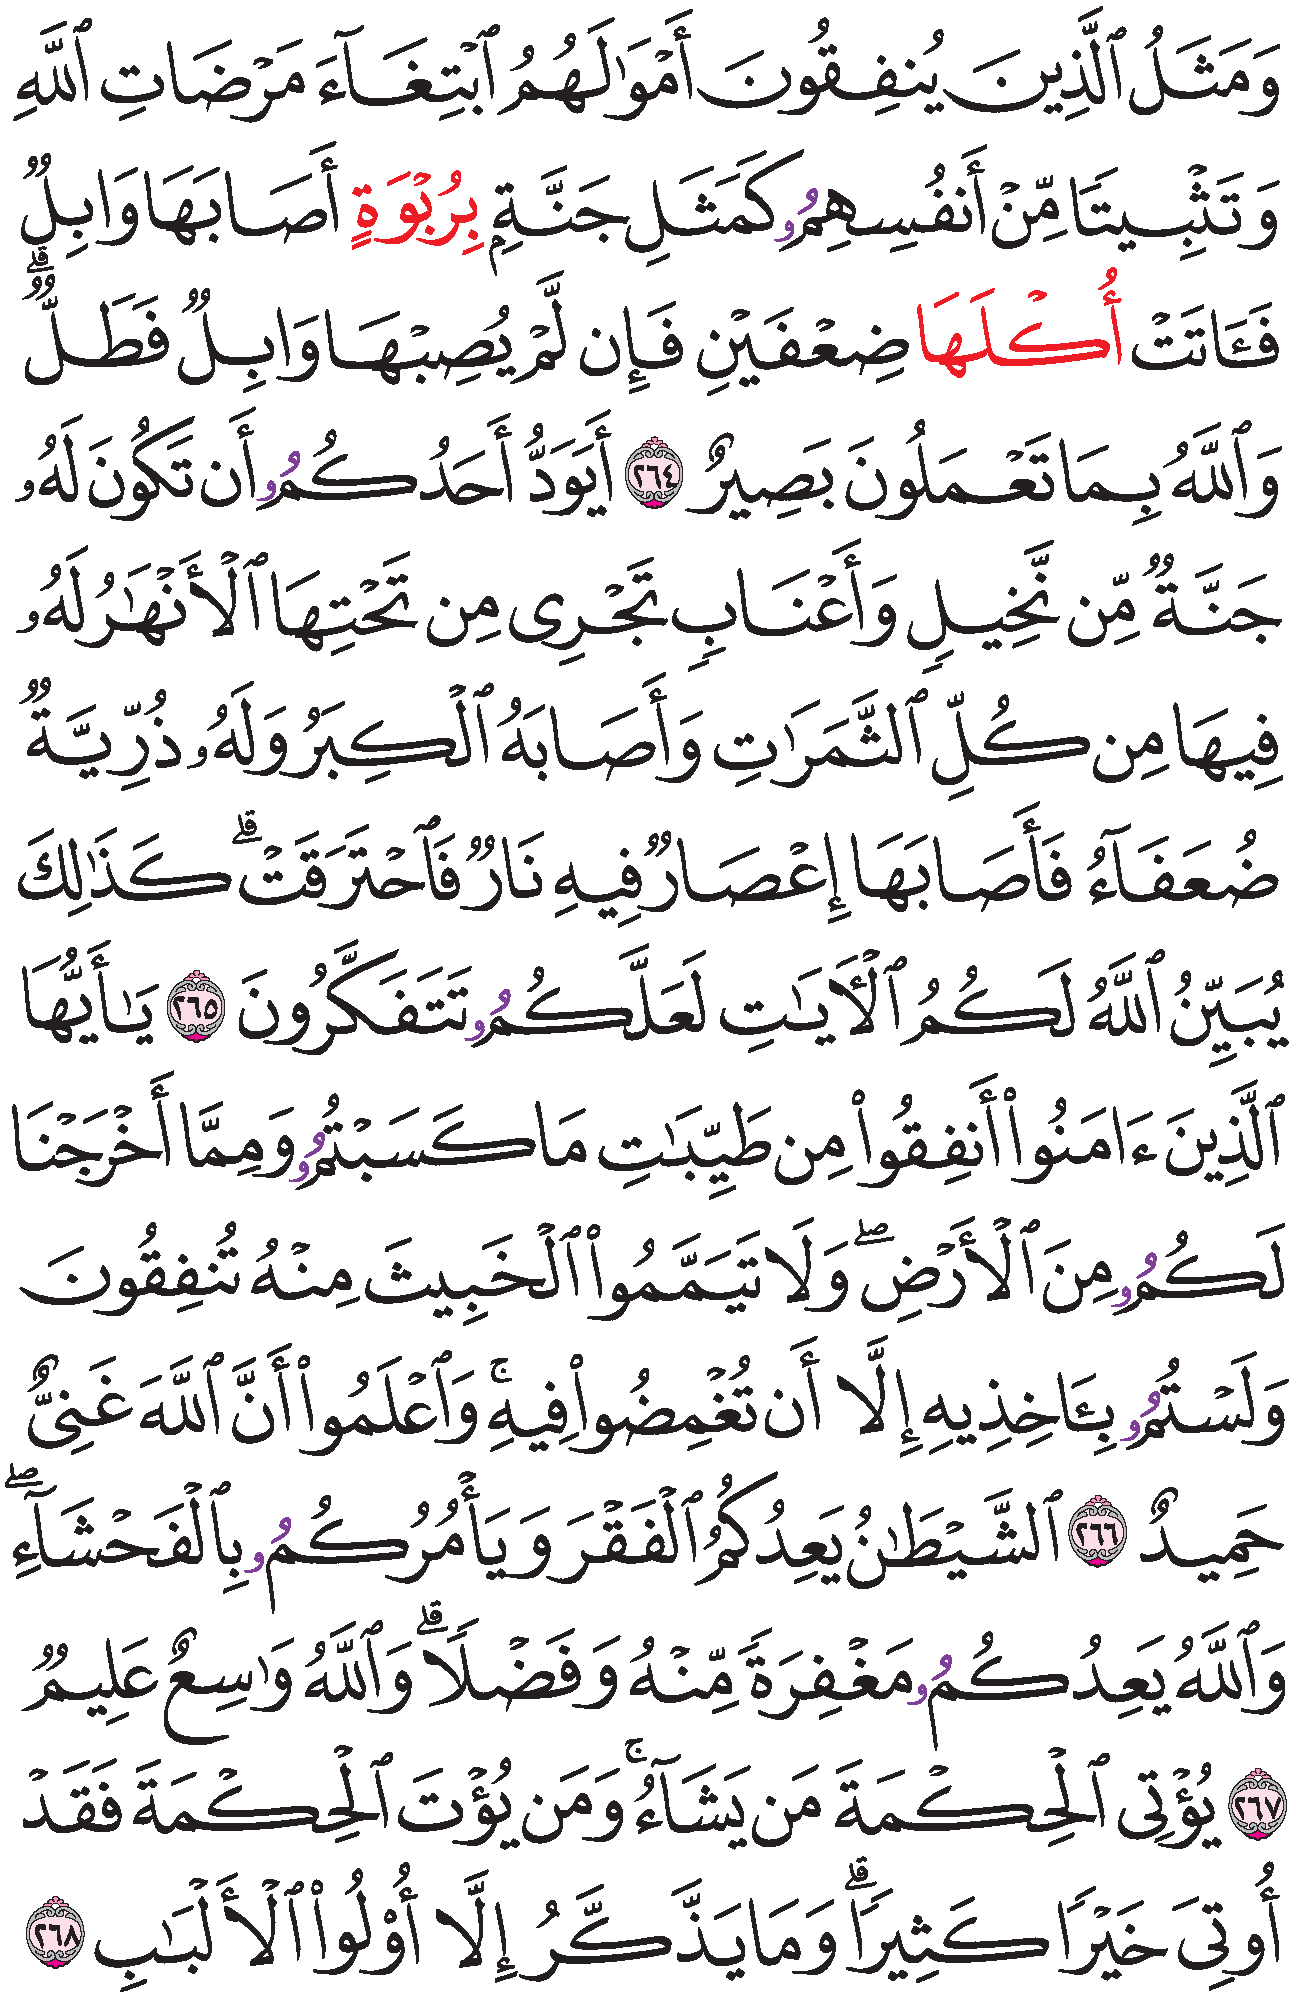 وَمَثَلُ ٱلَّذِينَ يُنفِقُونَ أَمۡوَٰلَهُمُ ٱبۡتِغَآءَ مَرۡضَاتِ ٱللَّهِ
وَتَثۡبِيتٗا مِّنۡ أَنفُسِهِمُۥ كَمَثَلِ جَنَّةِۭ بِرُبۡوَةٍ أَصَابَهَا وَابِلٞ
فَـَٔاتَتۡ أُكۡلَهَا ضِعۡفَيۡنِ فَإِن لَّمۡ يُصِبۡهَا وَابِلٞ فَطَلّٞۗ
وَٱللَّهُ بِمَا تَعۡمَلُونَ بَصِيرٌ ٢٦٤ أَيَوَدُّ أَحَدُكُمُۥ أَن تَكُونَ لَهُۥ
جَنَّةٞ مِّن نَّخِيلٖ وَأَعۡنَابٖ تَجۡرِي مِن تَحۡتِهَا ٱلۡأَنۡهَٰرُ لَهُۥ
فِيهَا مِن كُلِّ ٱلثَّمَرَٰتِ وَأَصَابَهُ ٱلۡكِبَرُ وَلَهُۥ ذُرِّيَّةٞ
ضُعَفَآءُ فَأَصَابَهَا إِعۡصَارٞ فِيهِ نَارٞ فَٱحۡتَرَقَتۡۗ كَذَٰلِكَ
يُبَيِّنُ ٱللَّهُ لَكُمُ ٱلۡأٓيَٰتِ لَعَلَّكُمُۥ تَتَفَكَّرُونَ ٢٦٥ يَٰٓأَيُّهَا
ٱلَّذِينَ ءَامَنُواْ أَنفِقُواْ مِن طَيِّبَٰتِ مَا كَسَبۡتُمُۥ وَمِمَّا أَخۡرَجۡنَا
لَكُمُۥ مِنَ ٱلۡأَرۡضِۖ وَلَا تَيَمَّمُواْ ٱلۡخَبِيثَ مِنۡهُ تُنفِقُونَ
وَلَسۡتُمُۥ بِـَٔاخِذِيهِ إِلَّا أَن تُغۡمِضُواْ فِيهِۚ وَٱعۡلَمُواْ أَنَّ ٱللَّهَ غَنِيٌّ
حَمِيدٌ ٢٦٦ ٱلشَّيۡطَٰنُ يَعِدُكُمُ ٱلۡفَقۡرَ وَيَأۡمُرُكُمُۥ بِٱلۡفَحۡشَآءِۖ
وَٱللَّهُ يَعِدُكُمُۥ مَغۡفِرَةٗ مِّنۡهُ وَفَضۡلٗاۗ وَٱللَّهُ وَٰسِعٌ عَلِيمٞ
٢٦٧ يُؤۡتِي ٱلۡحِكۡمَةَ مَن يَشَآءُۚ وَمَن يُؤۡتَ ٱلۡحِكۡمَةَ فَقَدۡ
أُوتِيَ خَيۡرٗا كَثِيرٗاۗ وَمَا يَذَّكَّرُ إِلَّا أُوْلُواْ ٱلۡأَلۡبَٰبِ ٢٦٨